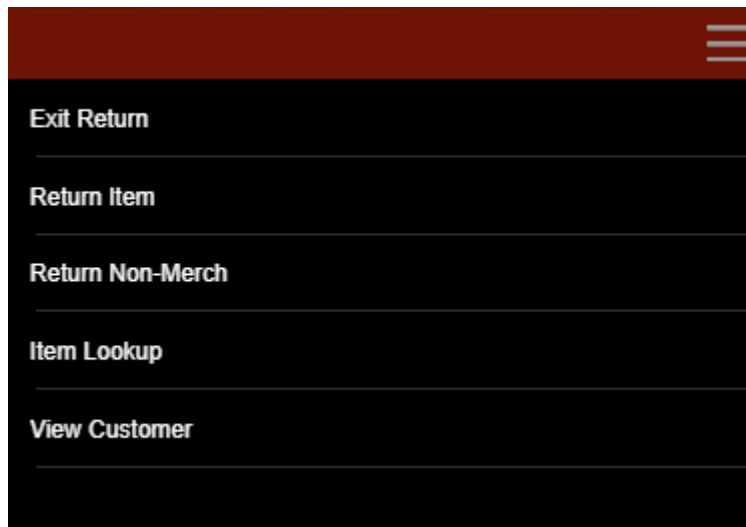 Exit Return
Return Item
Return Non-Merch
Item Lookup
View Customer